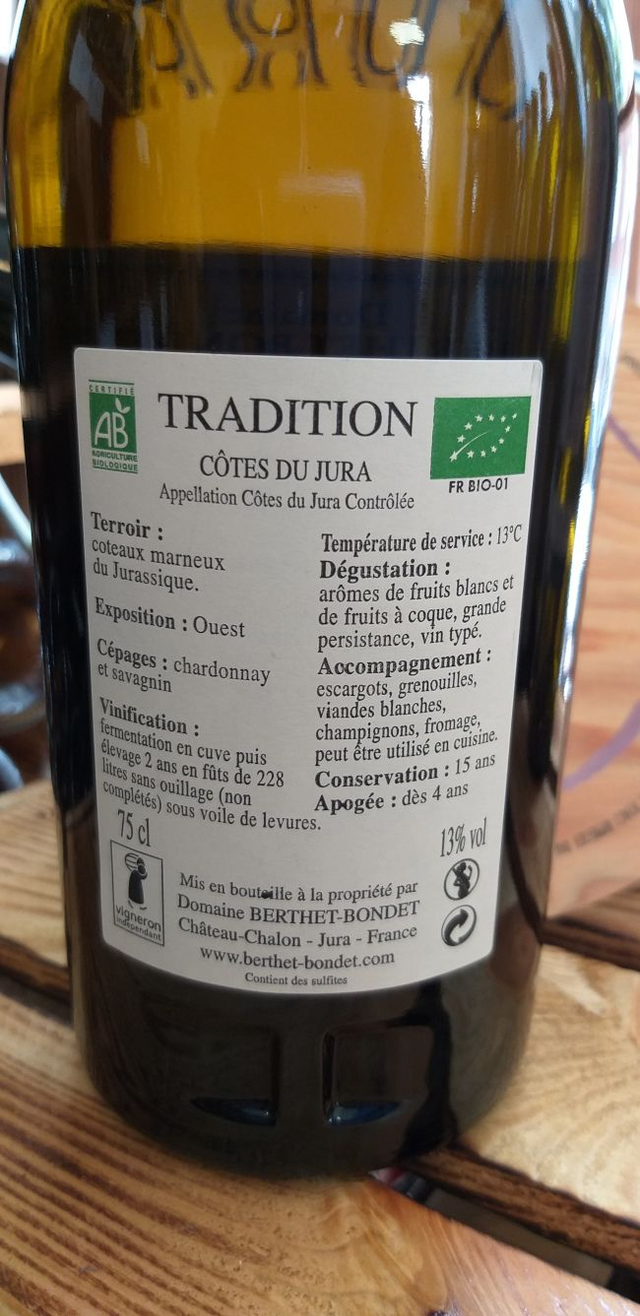 JURA
CERTIFIÉ
AB
AGRICULTURE
BIOLOGIQUE
TRADITION
CÔTES DU JURA
Appellation Côtes du Jura Contrôlée
FR BIO-01
Terroir :
coteaux marneux
du Jurassique.
Exposition : Ouest
Cépages : chardonnay
et savagnin
Vinification :
fermentation en cuve puis
élevage 2 ans en fûts de 228
litres sans ouillage (non
complétés) sous voile de levures.
75 cl
Température de service : 13°C
Dégustation :
arômes de fruits blancs et
de fruits à coque, grande
persistance, vin typé.
Accompagnement :
escargots, grenouilles,
viandes blanches,
champignons, fromage,
peut être utilisé en cuisine.
Conservation : 15 ans
Apogée : dès 4 ans
13% vol
vigneron
indépendant
Mis en bouteille à la propriété par
Domaine BERTHET-BONDET
Château-Chalon - Jura - France
www.berthet-bondet.com
Contient des sulfites